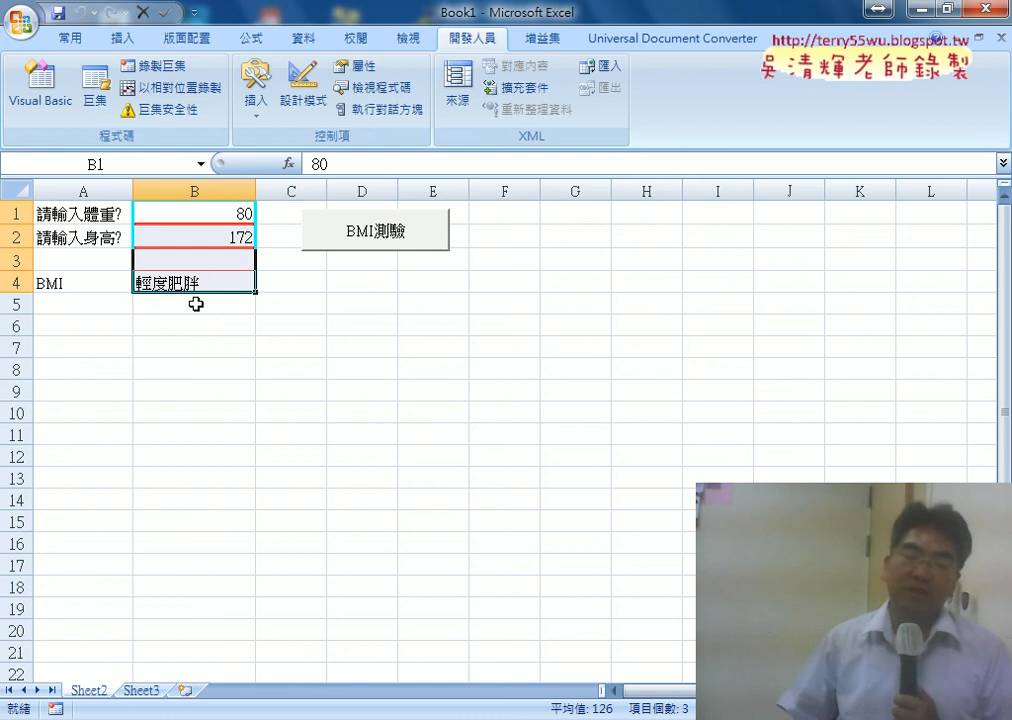 Book1 - Microsoft Excel
常用 插入 版面配置 公式 資料 校閱 檢視 開發人員 增益集 Universal Document Converter
http://terry55wu.blogspot.tw
吳清輝老師錄製
Visual Basic 巨集 錄製巨集 以相對位置錄製 巨集安全性
插入 設計模式 屬性 檢視程式碼 執行對話方塊
來源 對應內容 擴充套件 重新整理資料 匯入 匯出
程式碼 控制項 XML
B1 fx 80
A B C D E F G H I J K L
1 請輸入體重? 80
BMI測驗
2 請輸入身高? 172
3
4 BMI 輕度肥胖
5
6
7
8
9
10
11
12
13
14
15
16
17
18
19
20
21
22
Sheet2 Sheet3
就緒 平均值: 126 項目個數: 3